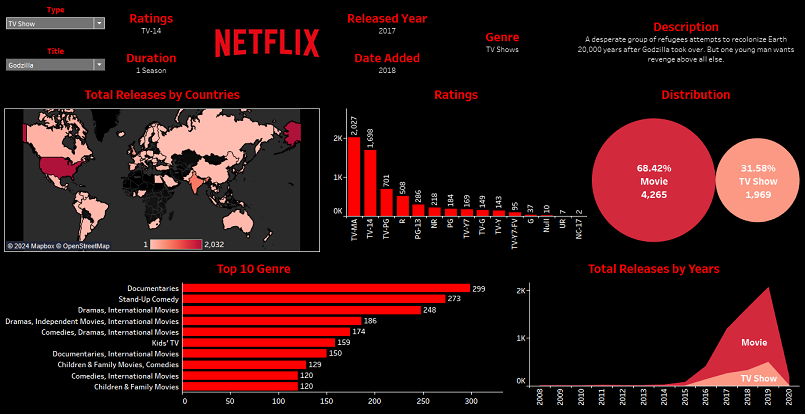 Type
TV Show
Title
Godzilla
Ratings
TV-14
Duration
1 Season
NETFLIX
Released Year
2017
Date Added
2018
Genre
TV Shows
Description
A desperate group of refugees attempts to recolonize Earth
20,000 years after Godzilla took over. But one young man wants
revenge above all else.
Total Releases by Countries
© 2024 Mapbox © OpenStreetMap
1
2,032
Ratings
2K
1K
0K
2,027
1,698
701
508
286
218
184
169
149
143
95
37
10
7
2
TV-MA
TV-14
TV-PG
R
PG-13
NR
PG
TV-Y7
TV-G
TV-Y
TV-Y7-FV
G
Null
UR
NC-17
Distribution
68.42%
Movie
4,265
31.58%
TV Show
1,969
Top 10 Genre
Documentaries 299
Stand-Up Comedy 273
Dramas, International Movies 248
Dramas, Independent Movies, International Movies 186
Comedies, Dramas, International Movies 174
Kids' TV 159
Documentaries, International Movies 150
Children & Family Movies, Comedies 129
Comedies, International Movies 120
Children & Family Movies 120
0 50 100 150 200 250 300
Total Releases by Years
2K
1K
0K
Movie
TV Show
2008
2009
2010
2011
2012
2013
2014
2015
2016
2017
2018
2019
2020